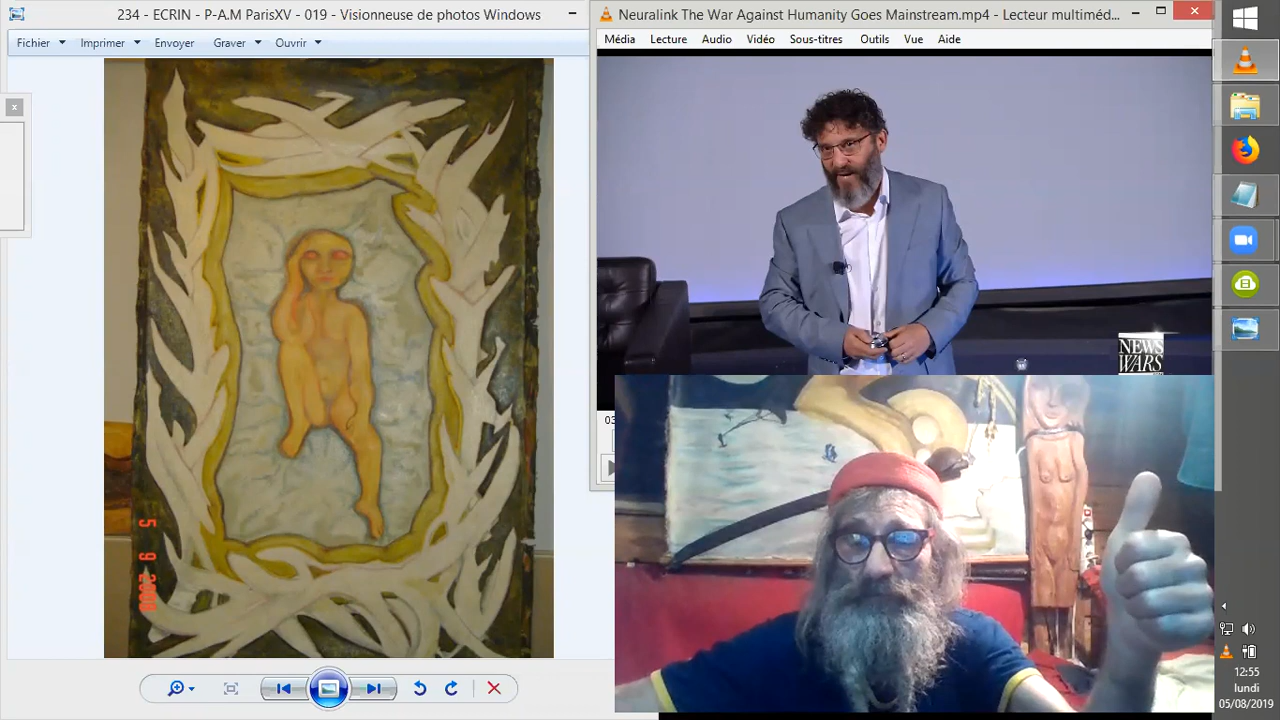 234 - ECRIN - P-A.M ParisXV - 019 - Visionneuse de photos Windows
Fichier Imprimer Envoyer Graver Ouvrir
5 9 2000
Neuralink The War Against Humanity Goes Mainstream.mp4 - Lecteur multiméd...
Média Lecture Audio Vidéo Sous-titres Outils Vue Aide
NEWS
WARS
03
12:55
lundi
05/08/2019